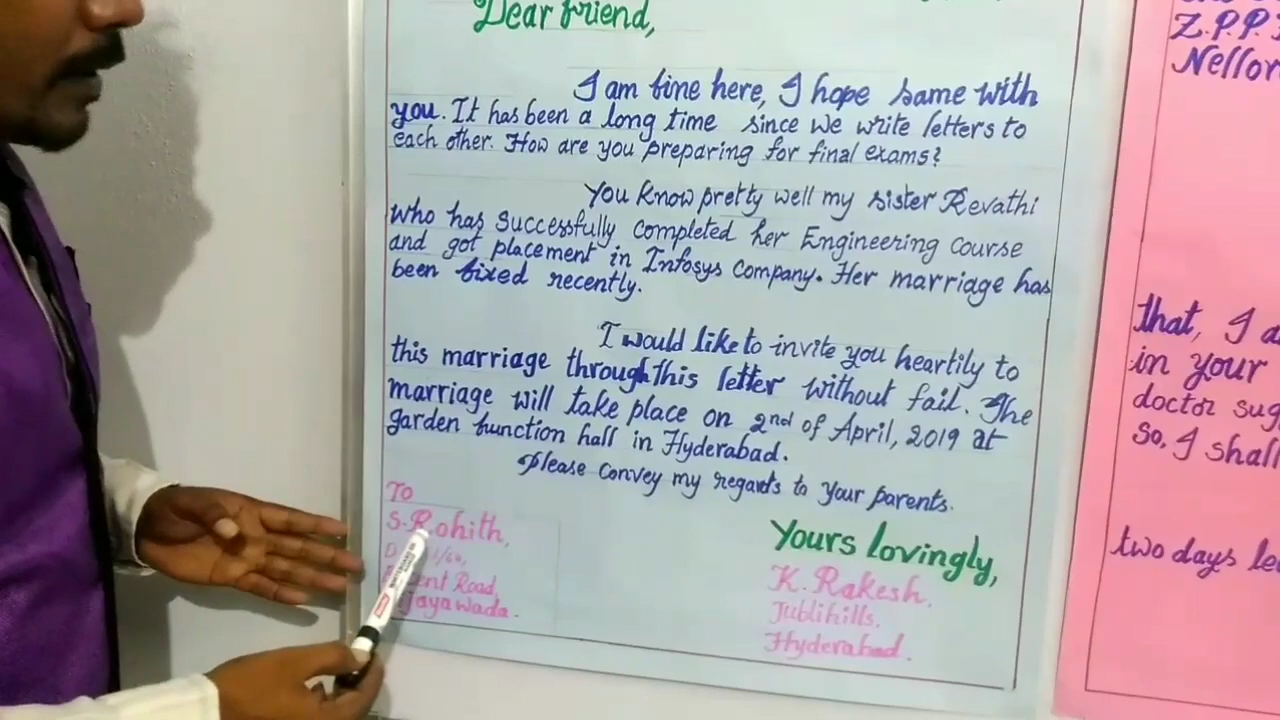 Dear friend,
I am fine here, I hope same with
you. It has been a long time since we write letters to
each other. How are you preparing for final exams?
You know pretty well my sister Revathi
who has successfully completed her Engineering course
and got placement in Infosys company. Her marriage has
been fixed recently.
I would like to invite you heartily to
this marriage through this letter without fail. The
marriage will take place on 2nd of April, 2019 at
garden function hall in Hyderabad.
Please convey my regards to your parents.
To
S. Rohith,
Road,
Yours lovingly,
K. Rakesh,
Jublihills,
Hyderabad.
Z.P.P.
that, I
in your
doctor
So, I shall
two days